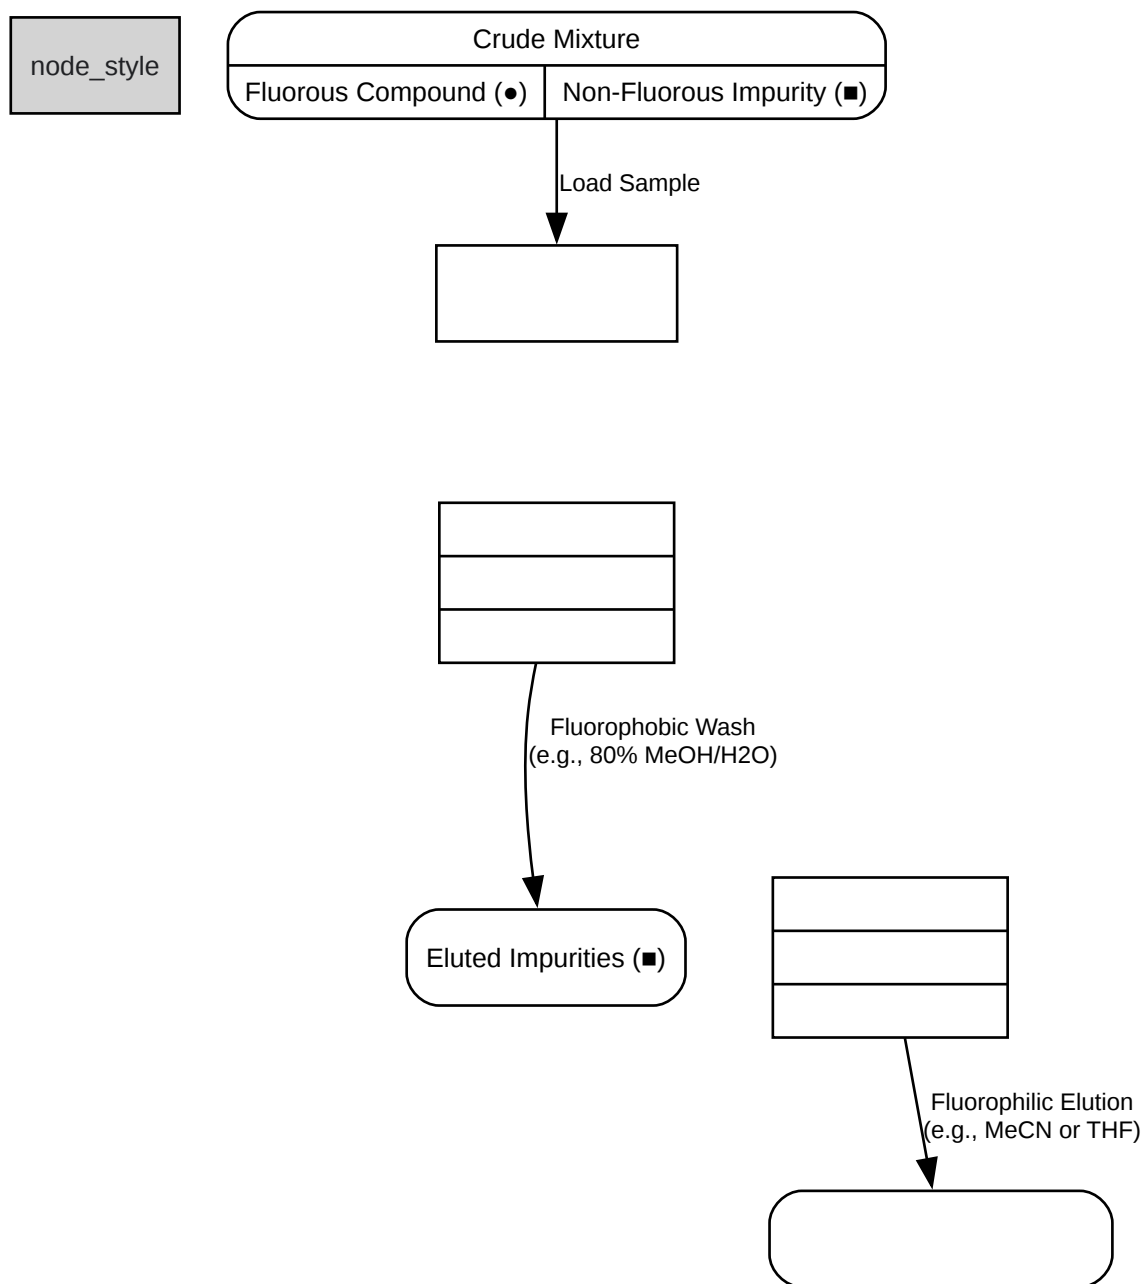 node_style
Crude Mixture
Fluorous Compound (●)
Non-Fluorous Impurity (■)
Load Sample
Fluorophobic Wash
(e.g., 80% MeOH/H2O)
Eluted Impurities (■)
Fluorophilic Elution
(e.g., MeCN or THF)